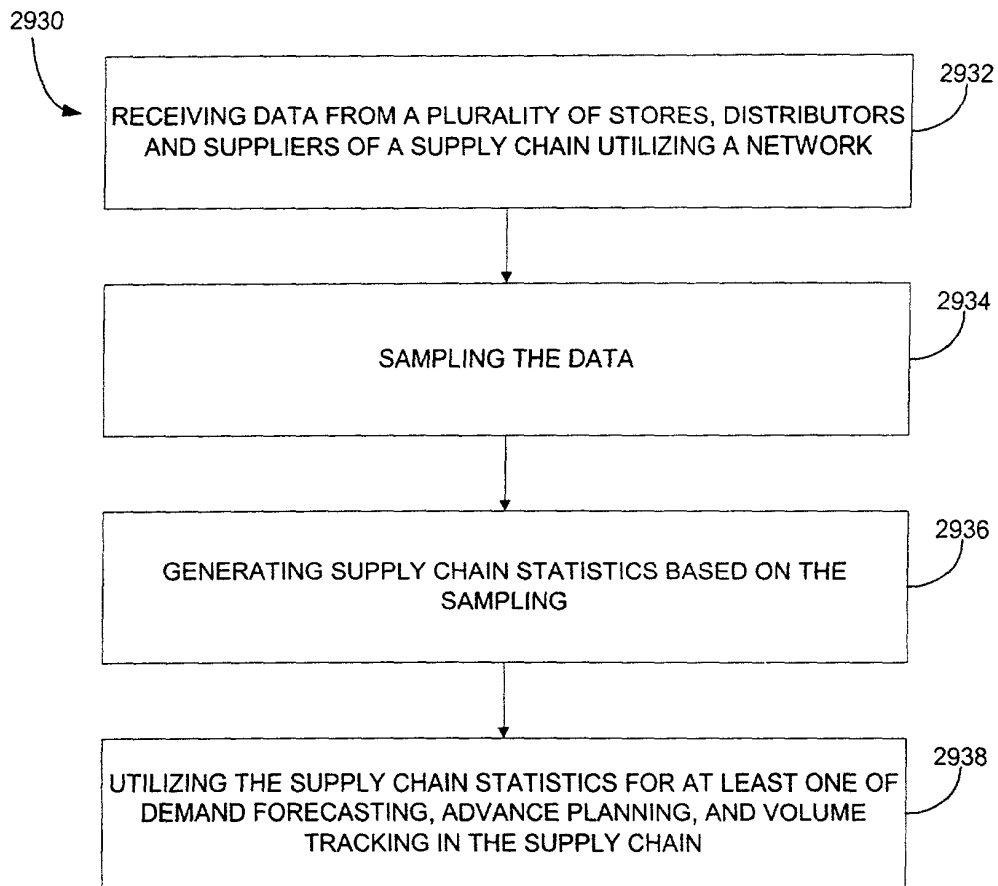 2930
2932
RECEIVING DATA FROM A PLURALITY OF STORES, DISTRIBUTORS
AND SUPPLIERS OF A SUPPLY CHAIN UTILIZING A NETWORK
2934
SAMPLING THE DATA
2936
GENERATING SUPPLY CHAIN STATISTICS BASED ON THE
SAMPLING
2938
UTILIZING THE SUPPLY CHAIN STATISTICS FOR AT LEAST ONE OF
DEMAND FORECASTING, ADVANCE PLANNING, AND VOLUME
TRACKING IN THE SUPPLY CHAIN